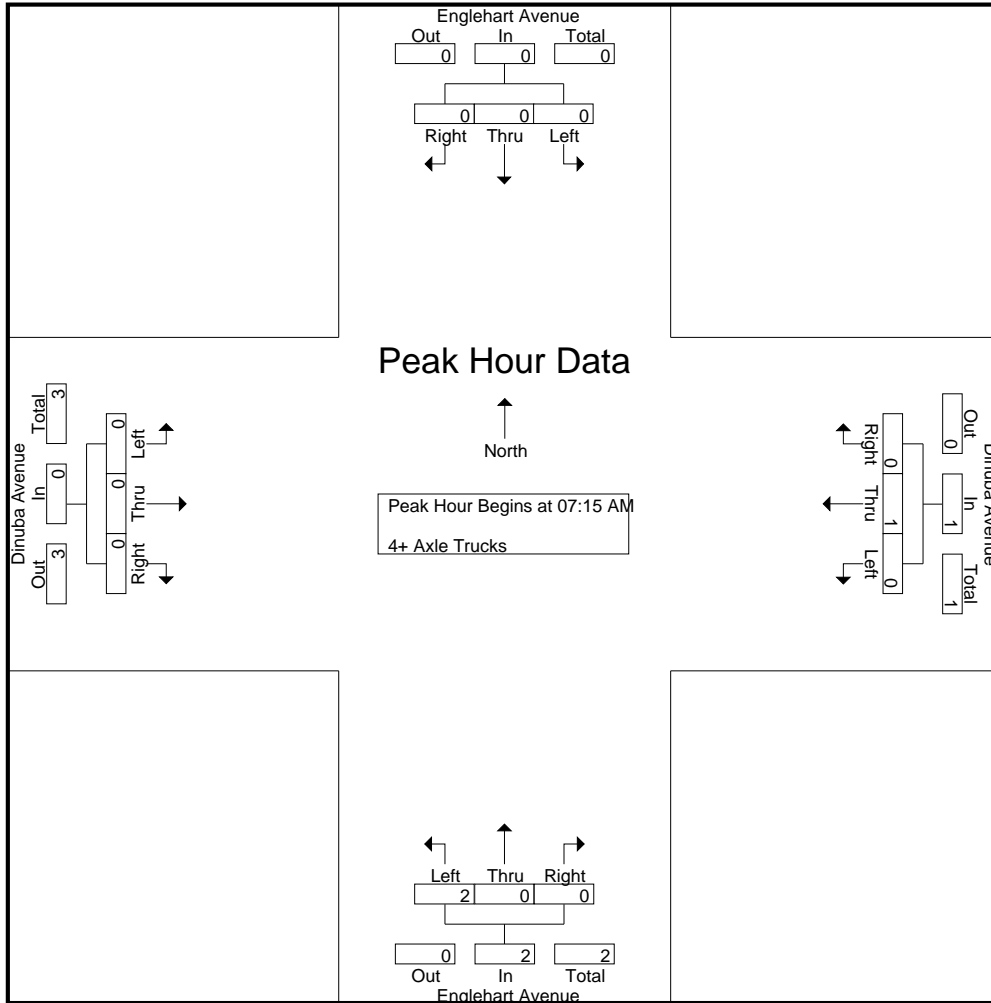 Englehart Avenue
Out In Total
0 0 0
0 0 0
Right Thru Left
Peak Hour Data
North
Peak Hour Begins at 07:15 AM
4+ Axle Trucks
Dinuba Avenue
Total In Out
3 0 3
0 0 0
Left Thru Right
Dinuba Avenue
Out In Total
0 1 1
0 1 0
Right Thru Left
Left Thru Right
2 0 0
0 2 2
Out In Total
Englehart Avenue